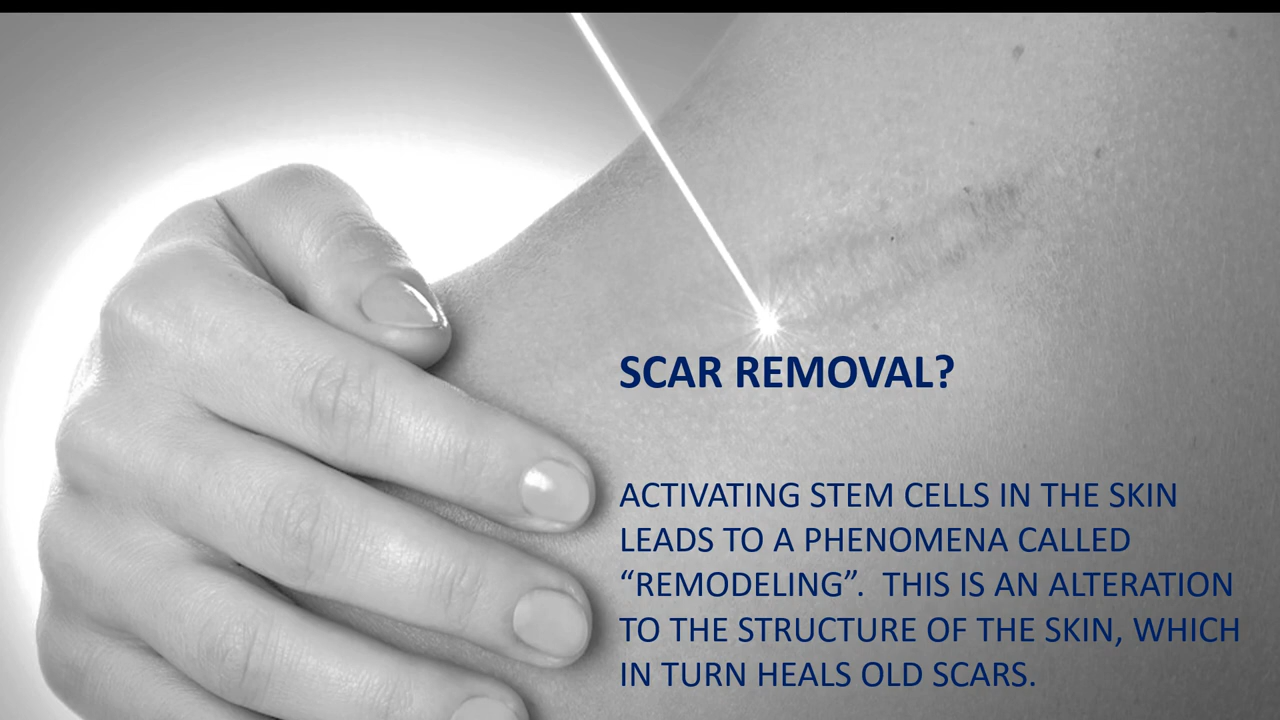 SCAR REMOVAL?
ACTIVATING STEM CELLS IN THE SKIN
LEADS TO A PHENOMENA CALLED
“REMODELING”.  THIS IS AN ALTERATION
TO THE STRUCTURE OF THE SKIN, WHICH
IN TURN HEALS OLD SCARS.